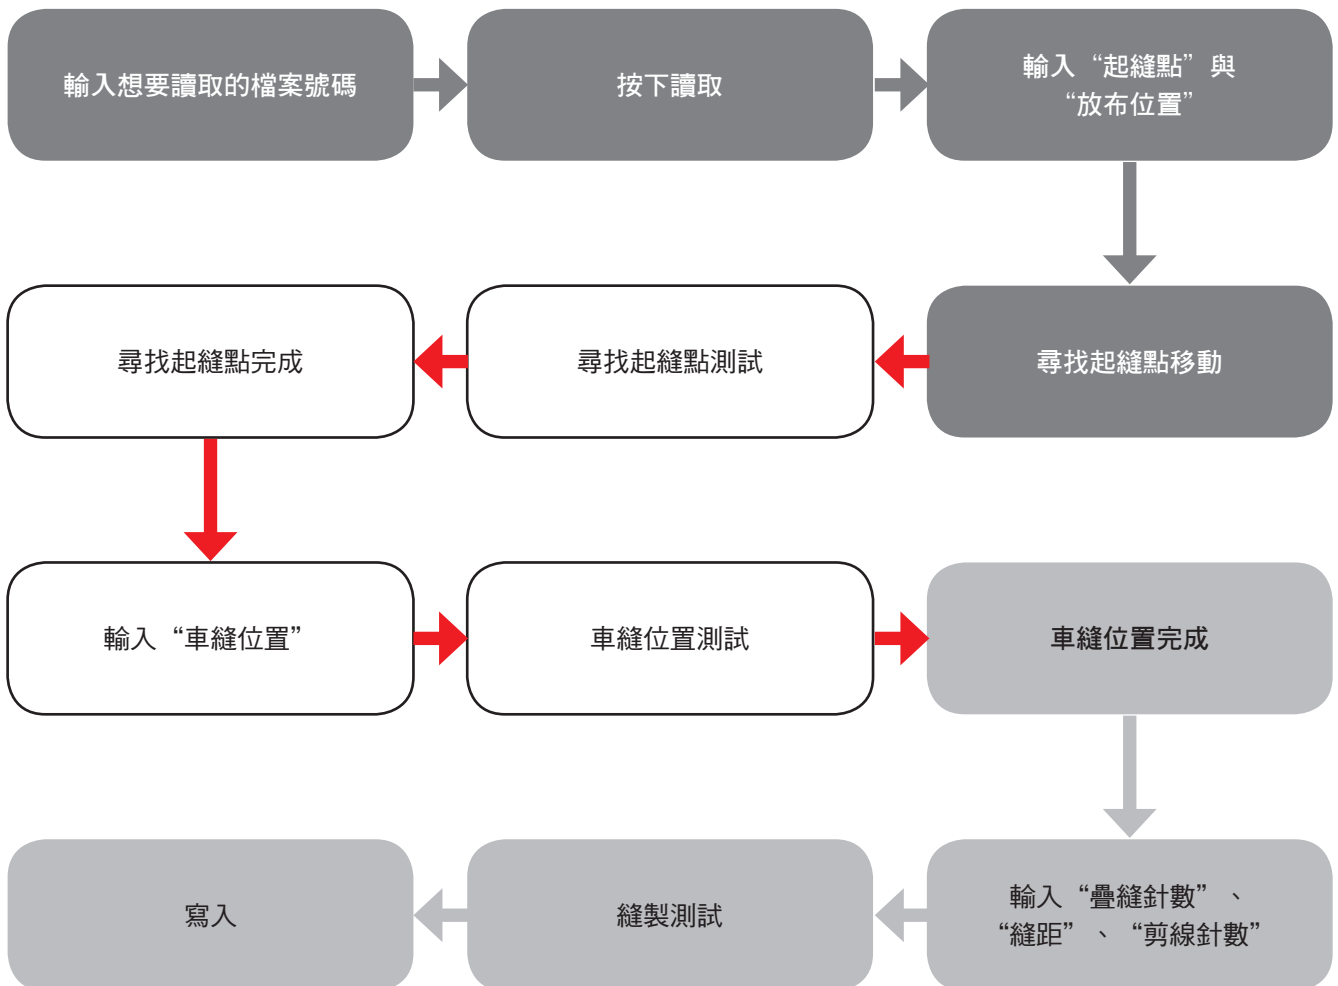 輸入想要讀取的檔案號碼
按下讀取
輸入“起縫點”與
“放布位置”
尋找起縫點移動
尋找起縫點測試
尋找起縫點完成
輸入“車縫位置”
車縫位置測試
車縫位置完成
輸入“疊縫針數”、
“縫距”、“剪線針數”
縫製測試
寫入